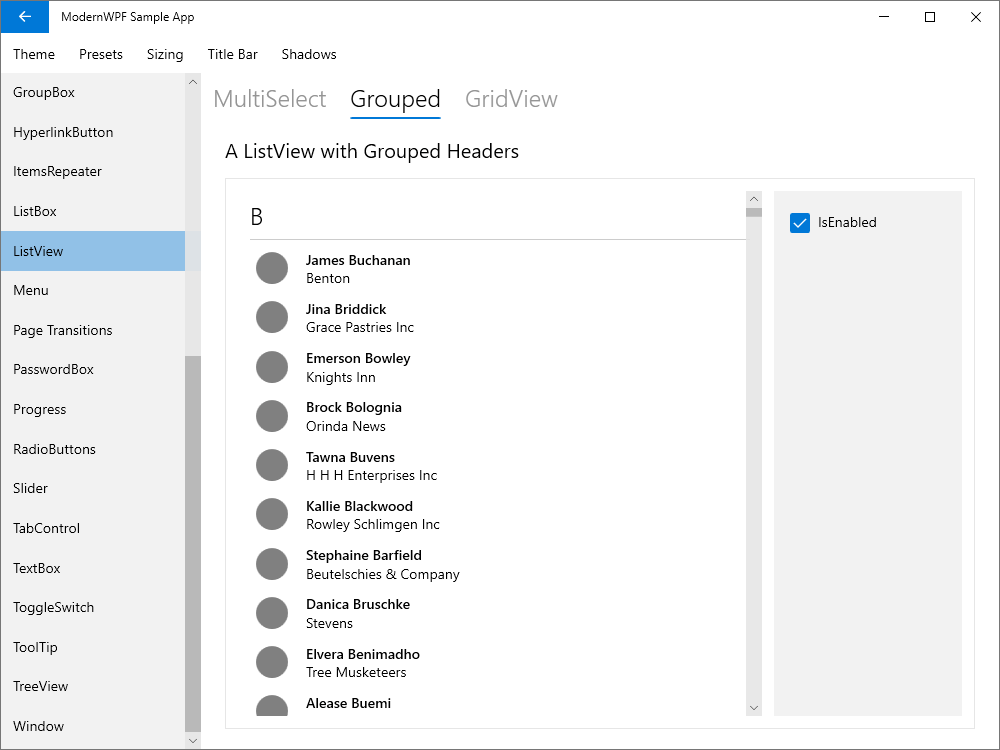 ModernWPF Sample App
Theme Presets Sizing Title Bar Shadows
GroupBox
HyperlinkButton
ItemsRepeater
ListBox
ListView
Menu
Page Transitions
PasswordBox
Progress
RadioButtons
Slider
TabControl
TextBox
ToggleSwitch
ToolTip
TreeView
Window
MultiSelect Grouped GridView
A ListView with Grouped Headers
B
James Buchanan
Benton
Jina Briddick
Grace Pastries Inc
Emerson Bowley
Knights Inn
Brock Bolognia
Orinda News
Tawna Buvens
H H H Enterprises Inc
Kallie Blackwood
Rowley Schlimgen Inc
Stephaine Barfield
Beutelschies & Company
Danica Bruschke
Stevens
Elvera Benimadho
Tree Musketeers
Alease Buemi
IsEnabled